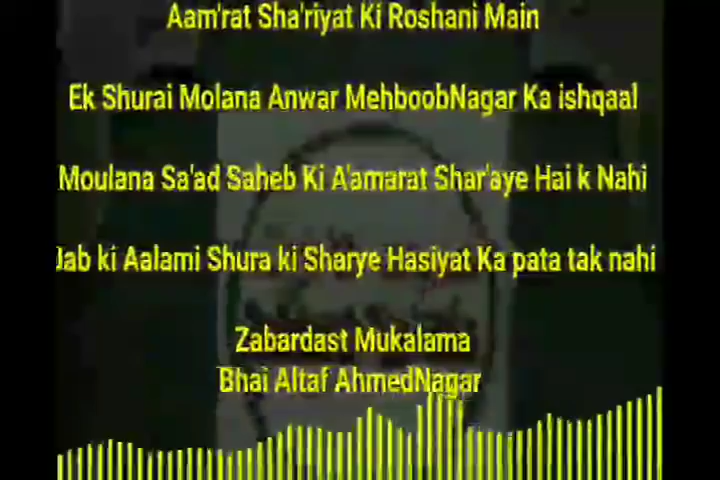 Aam'rat Sha'riyat Ki Roshani Main
Ek Shurai Molana Anwar MehboobNagar Ka ishqaal
Moulana Sa'ad Saheb Ki A'amarat Shar'aye Hai k Nahi
Jab ki Aalami Shura ki Sharye Hasiyat Ka pata tak nahi
Zabardast Mukalama
Bhai Altaf AhmedNagar